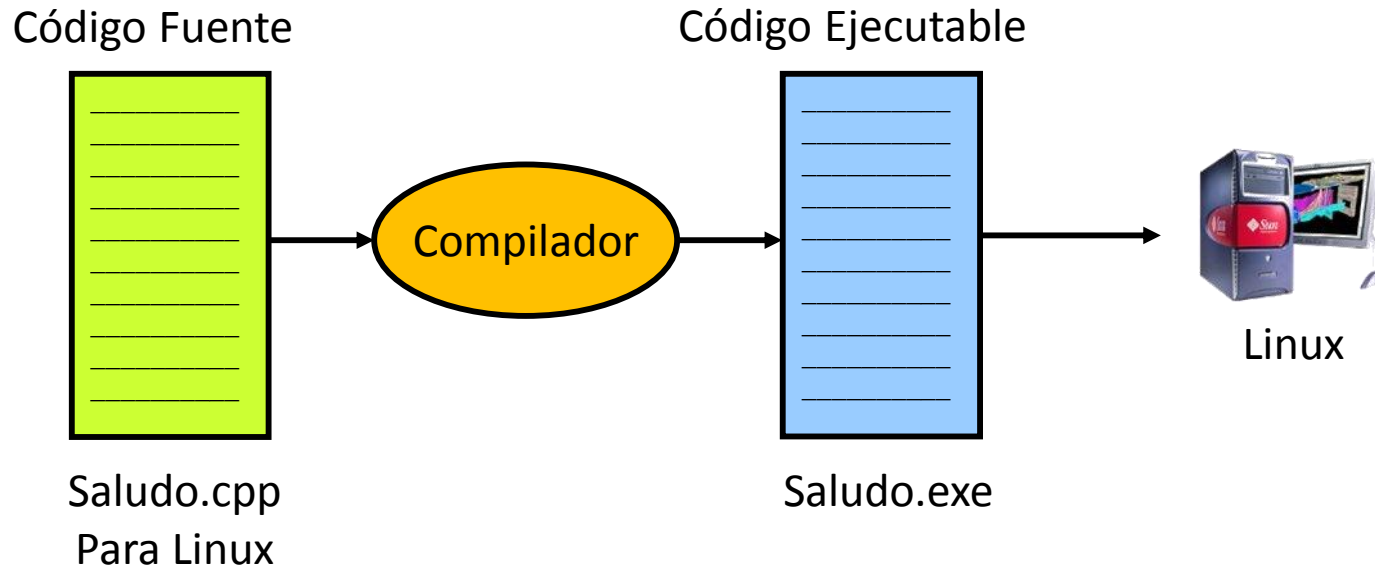 Código Fuente
Código Ejecutable
Compilador
Linux
Saludo.cpp
Para Linux
Saludo.exe